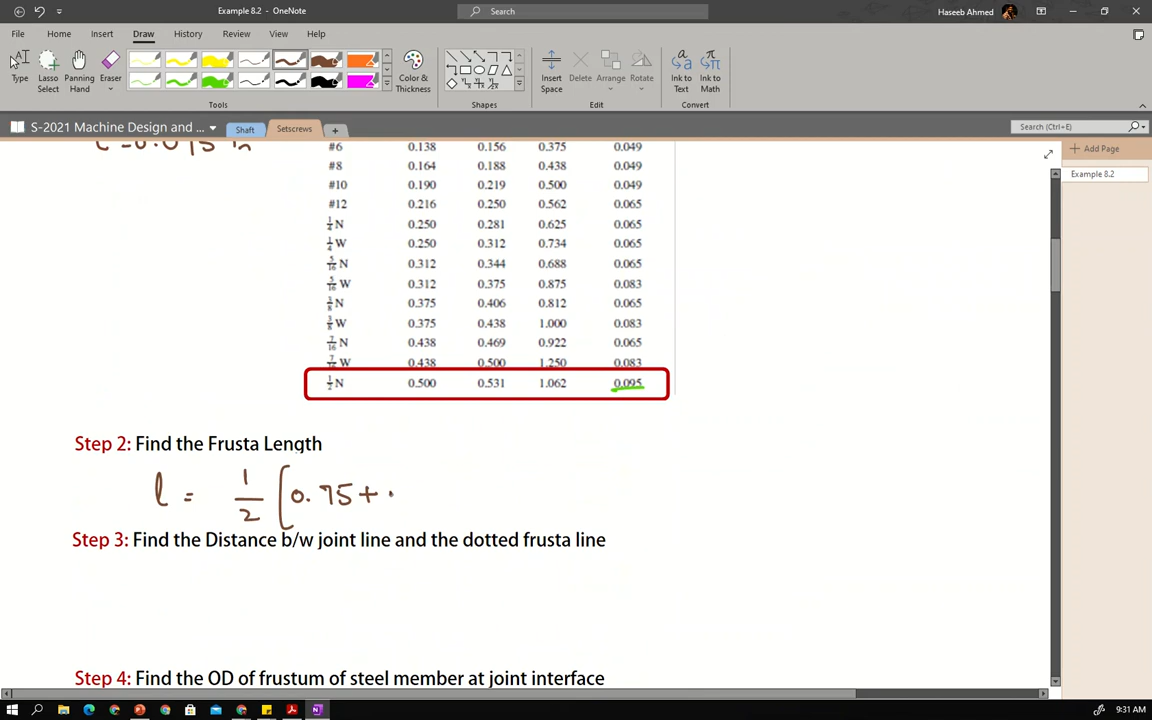 Example 8.2 - OneNote
Search
Haseeb Ahmed
File Home Insert Draw History Review View Help
Type
Lasso Select
Panning Hand
Eraser
Color & Thickness
Insert Space
Delete
Arrange
Rotate
Ink to Text
Ink to Math
Tools
Shapes
Edit
Convert
S-2021 Machine Design and ...
Shaft
Setscrews
Search (Ctrl+E)
Add Page
Example 8.2
#6 0.138 0.156 0.375 0.049
#8 0.164 0.188 0.438 0.049
#10 0.190 0.219 0.500 0.049
#12 0.216 0.250 0.562 0.065
1/4 N 0.250 0.281 0.625 0.065
1/4 W 0.250 0.312 0.734 0.065
5/16 N 0.312 0.344 0.688 0.065
5/16 W 0.312 0.375 0.875 0.083
3/8 N 0.375 0.406 0.812 0.065
3/8 W 0.375 0.438 1.000 0.083
7/16 N 0.438 0.469 0.922 0.065
7/16 W 0.438 0.500 1.250 0.083
1/2 N 0.500 0.531 1.062 0.095
Step 2: Find the Frusta Length
l = 1/2 [0.75+ .
Step 3: Find the Distance b/w joint line and the dotted frusta line
Step 4: Find the OD of frustum of steel member at joint interface
9:31 AM